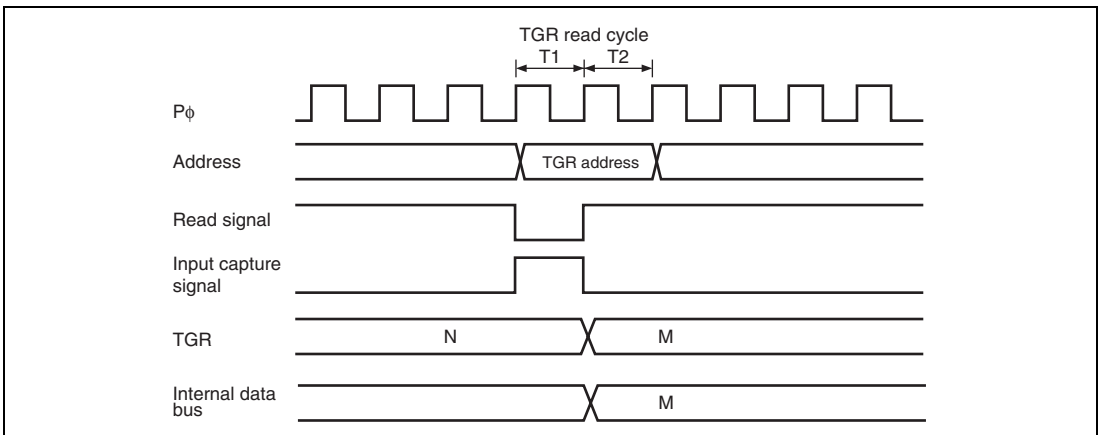 TGR read cycle
T1 T2
Pϕ
Address
TGR address
Read signal
Input capture
signal
TGR
N
M
Internal data
bus
M